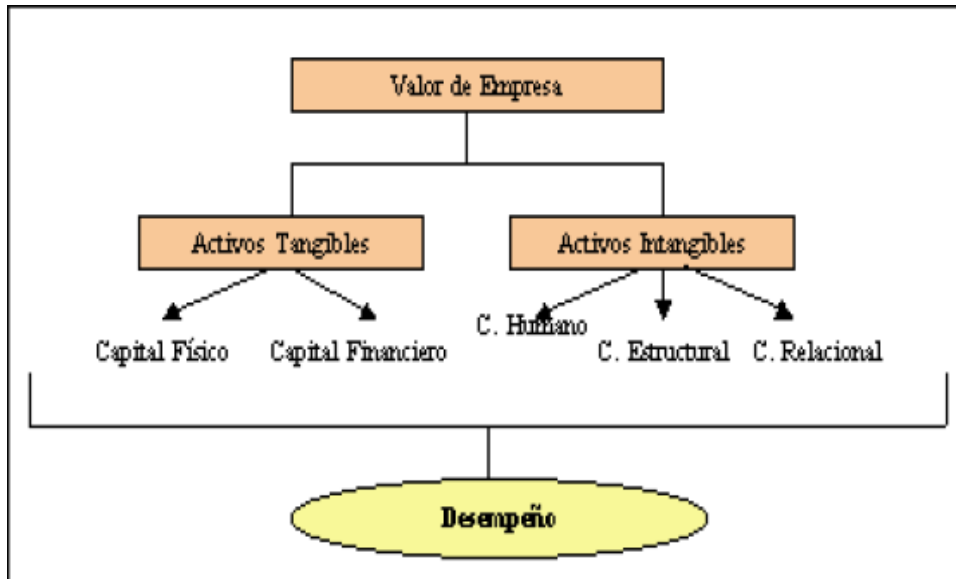 Valor de Empresa
Activos Tangibles
Activos Intangibles
Capital Físico
Capital Financiero
C. Humano
C. Estructural
C. Relacional
Desempeño